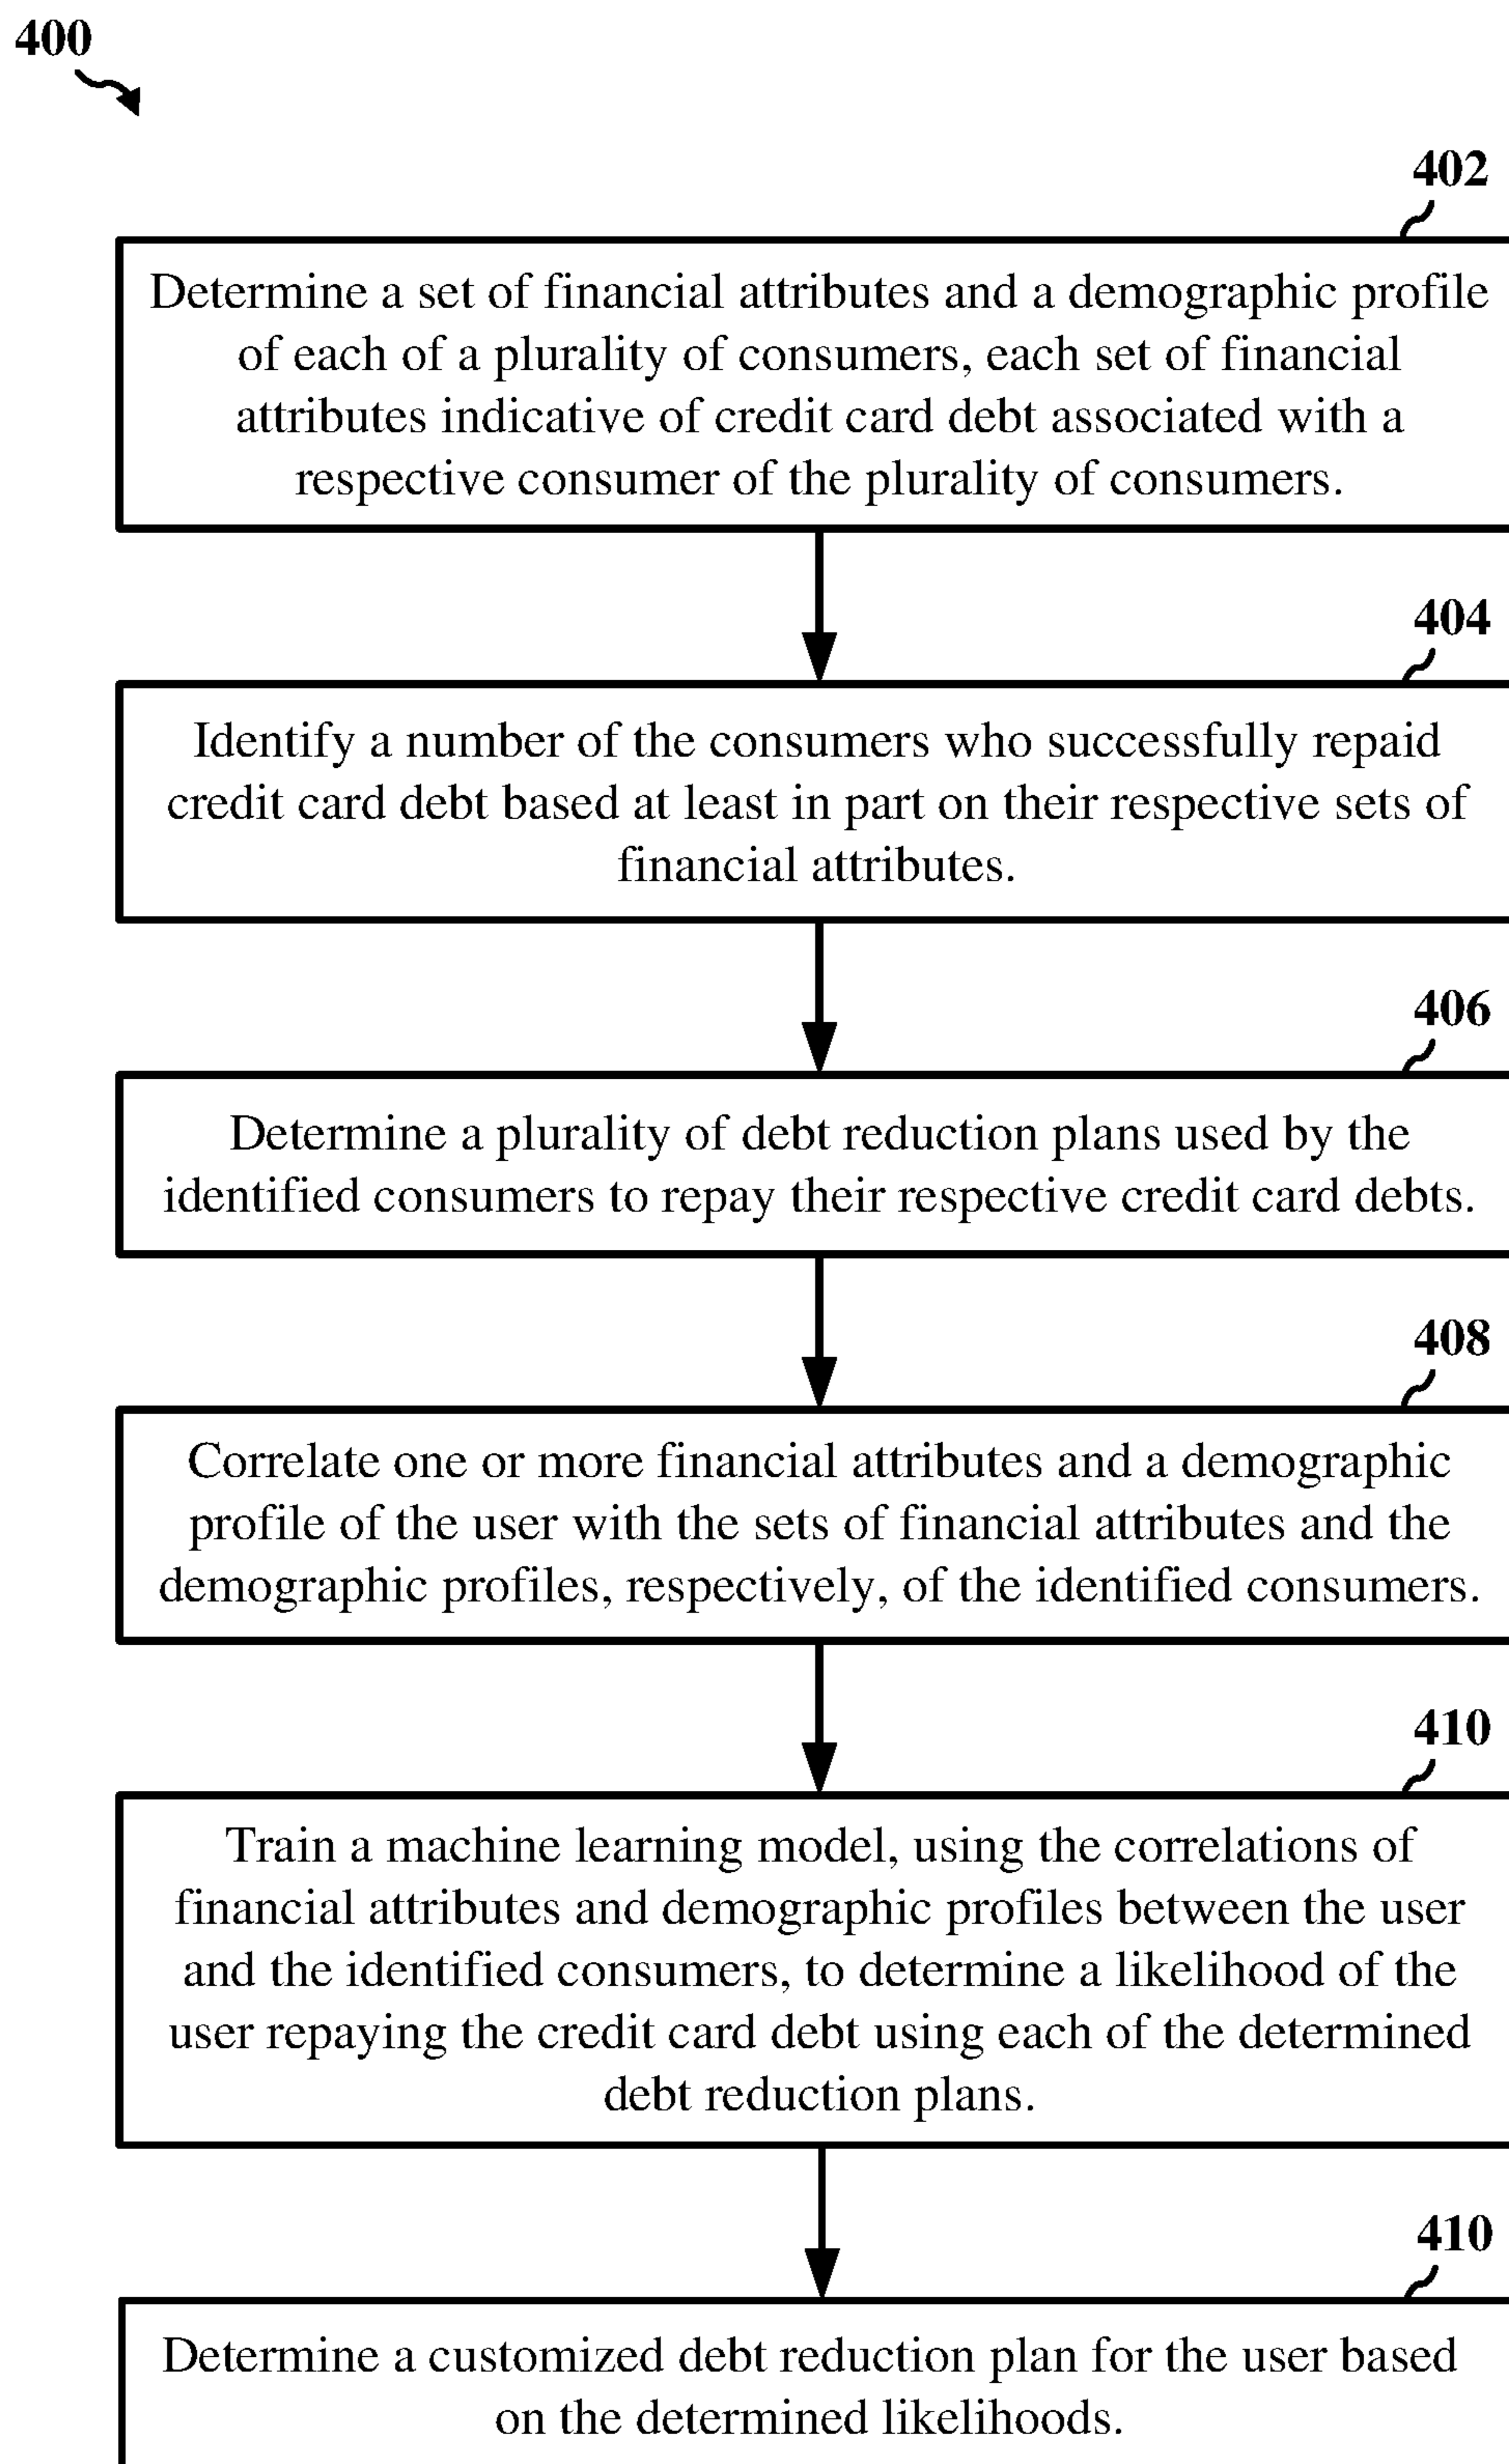 400
402
Determine a set of financial attributes and a demographic profile
of each of a plurality of consumers, each set of financial
attributes indicative of credit card debt associated with a
respective consumer of the plurality of consumers.
404
Identify a number of the consumers who successfully repaid
credit card debt based at least in part on their respective sets of
financial attributes.
406
Determine a plurality of debt reduction plans used by the
identified consumers to repay their respective credit card debts.
408
Correlate one or more financial attributes and a demographic
profile of the user with the sets of financial attributes and the
demographic profiles, respectively, of the identified consumers.
410
Train a machine learning model, using the correlations of
financial attributes and demographic profiles between the user
and the identified consumers, to determine a likelihood of the
user repaying the credit card debt using each of the determined
debt reduction plans.
410
Determine a customized debt reduction plan for the user based
on the determined likelihoods.